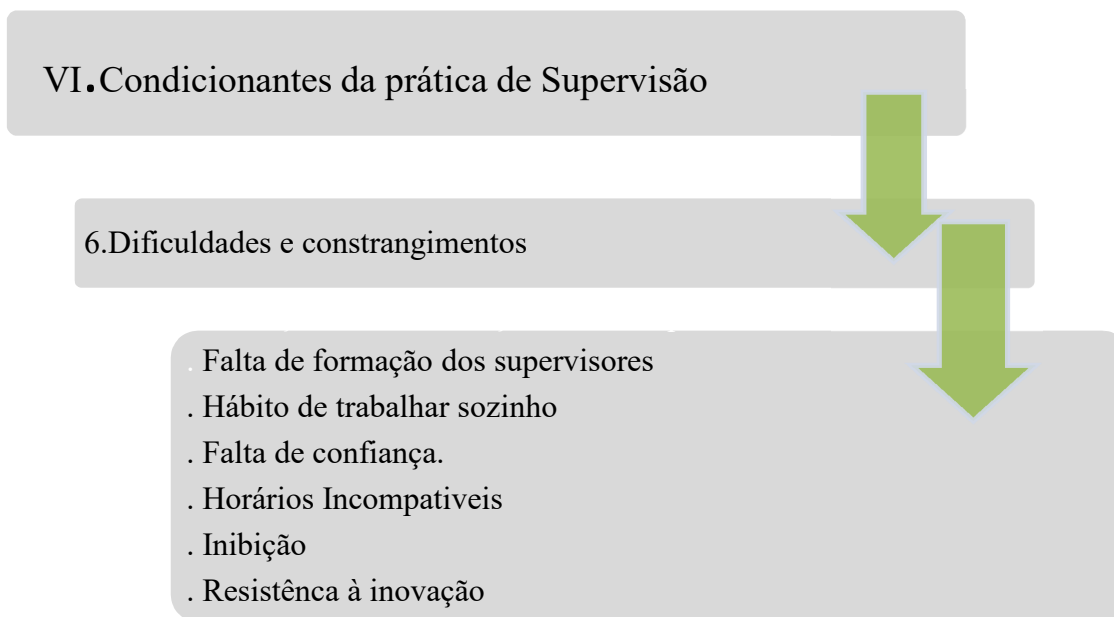 VI.Condicionantes da prática de Supervisão
6.Dificuldades e constrangimentos
. Falta de formação dos supervisores
. Hábito de trabalhar sozinho
. Falta de confiança.
. Horários Incompativeis
. Inibição
. Resistênca à inovação